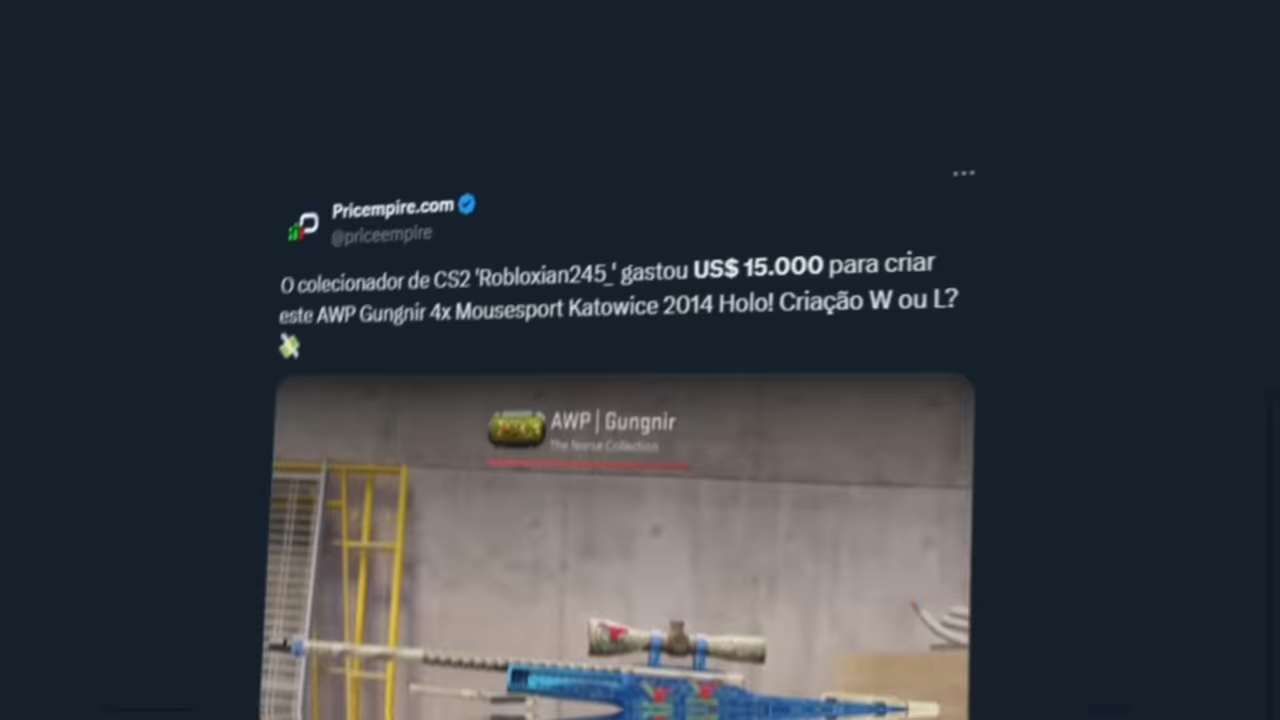 Pricempire.com
@priceempire
O colecionador de CS2 'Robloxian245_' gastou US$ 15.000 para criar
este AWP Gungnir 4x Mousesport Katowice 2014 Holo! Criação W ou L?
AWP | Gungnir
The Norse Collection